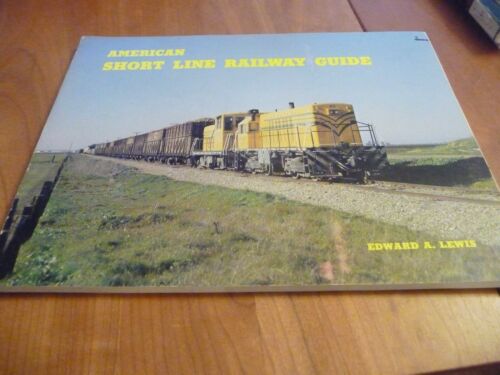 AMERICAN
SHORT LINE RAILWAY GUIDE
EDWARD A. LEWIS